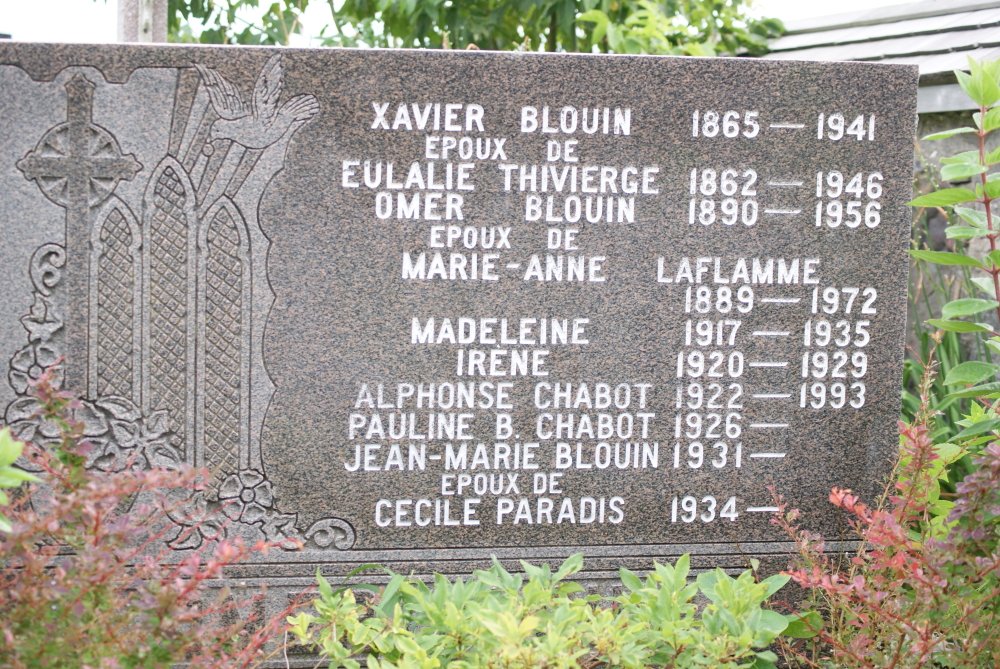 XAVIER BLOUIN 1865 — 1941
EPOUX DE
EULALIE THIVIERGE 1862 — 1946
OMER BLOUIN 1890 — 1956
EPOUX DE
MARIE-ANNE LAFLAMME
1889 — 1972
MADELEINE 1917 — 1935
IRÈNE 1920 — 1929
ALPHONSE CHABOT 1922 — 1993
PAULINE B. CHABOT 1926 —
JEAN-MARIE BLOUIN 1931 —
EPOUX DE
CECILE PARADIS 1934 —